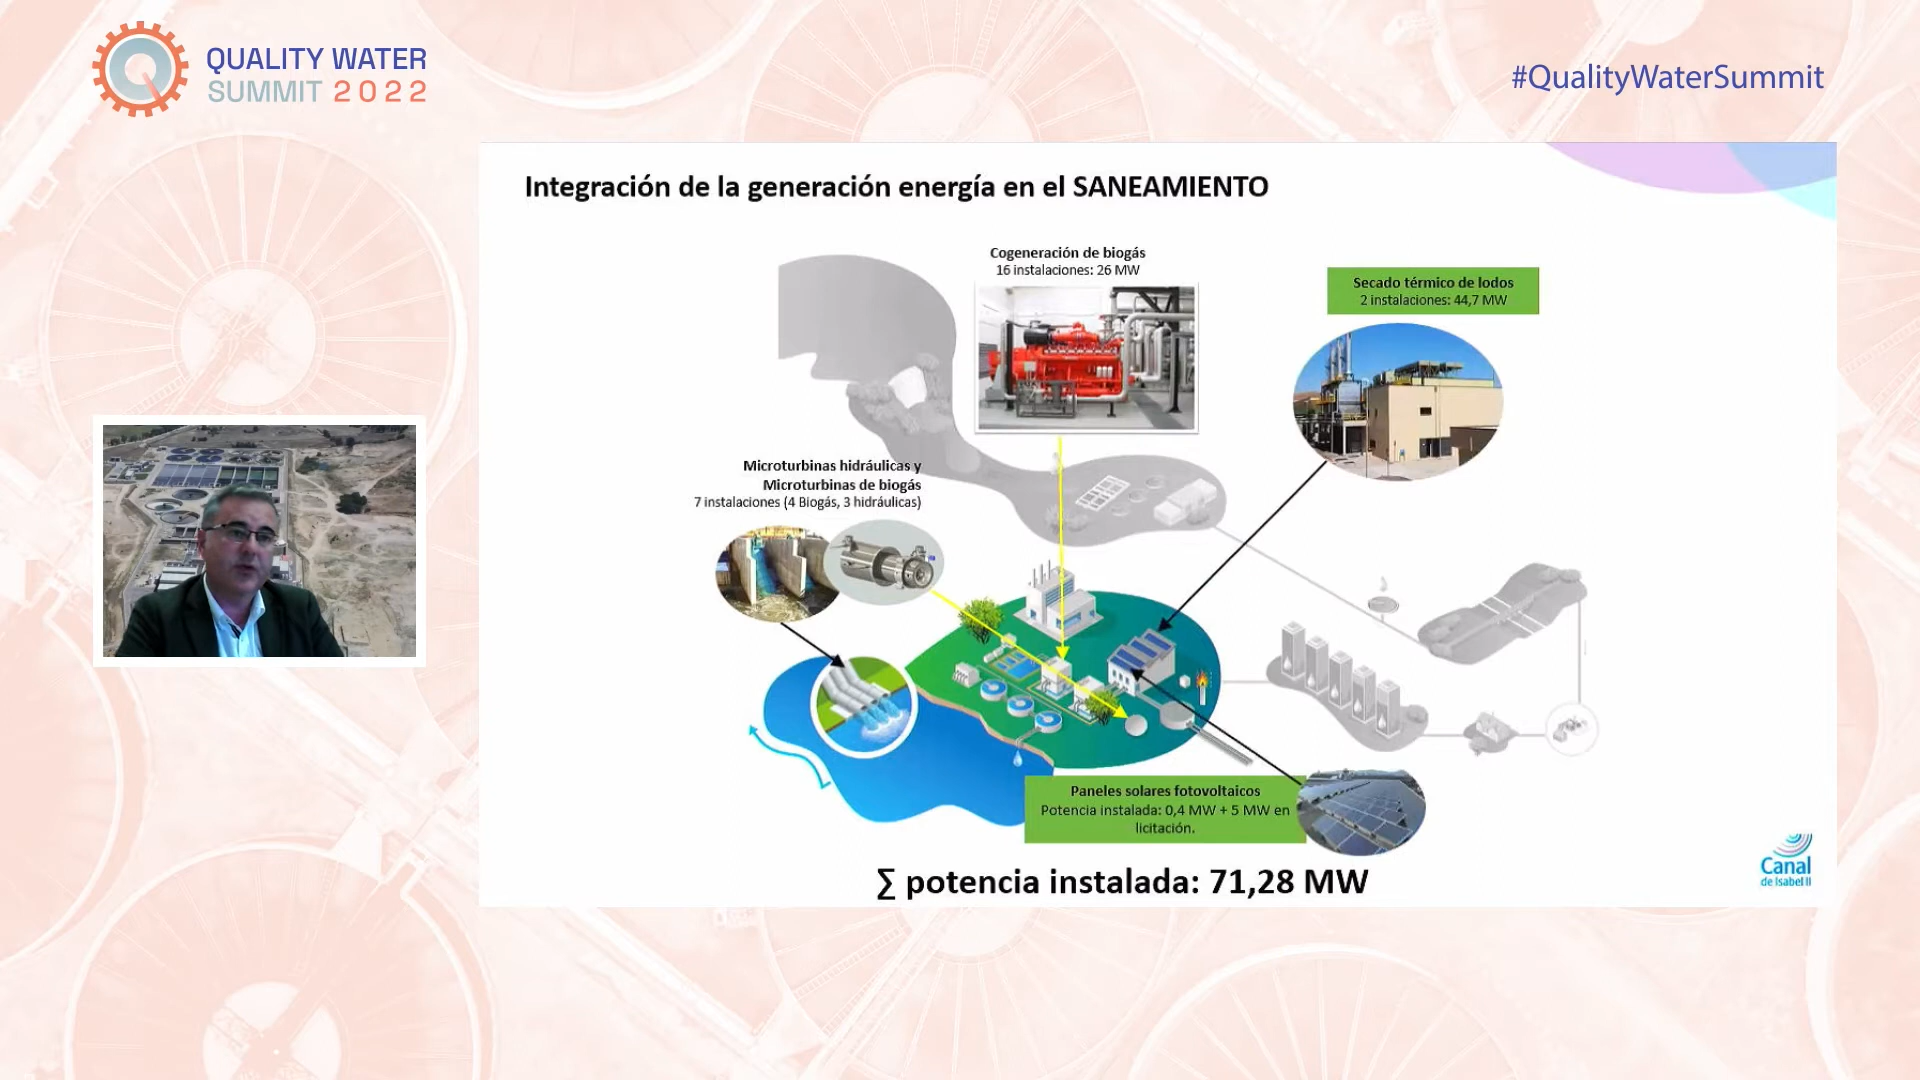 QUALITY WATER
SUMMIT 2022
#QualityWaterSummit
Integración de la generación energía en el SANEAMIENTO
Cogeneración de biogás
16 instalaciones: 26 MW
Secado térmico de lodos
2 instalaciones: 44,7 MW
Microturbinas hidráulicas y
Microturbinas de biogás
7 instalaciones (4 Biogás, 3 hidráulicas)
Paneles solares fotovoltaicos
Potencia instalada: 0,4 MW + 5 MW en
licitación.
∑ potencia instalada: 71,28 MW
Canal
de Isabel II